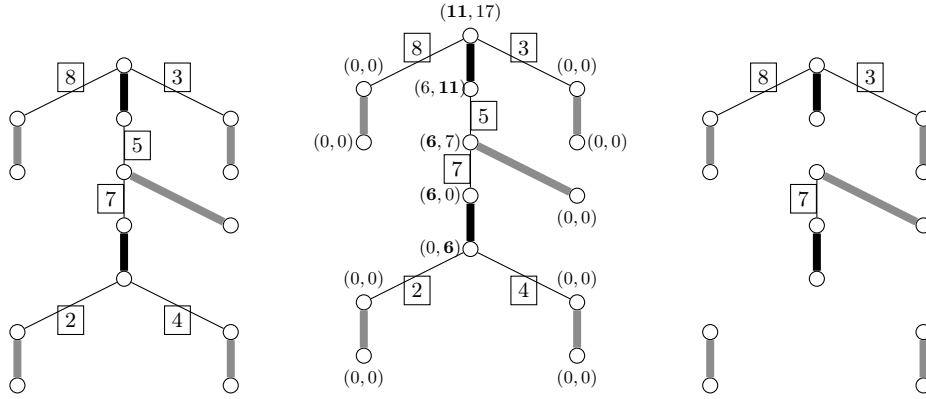 (11, 17)
8 3 8 3 8 3
(0, 0) (0, 0)
(6, 11)
5 5
(0, 0) (6, 7) (0, 0)
7 7 7
(6, 0)
(0, 0)
(0, 6)
2 4 (0, 0) 2 4 (0, 0)
(0, 0) (0, 0)